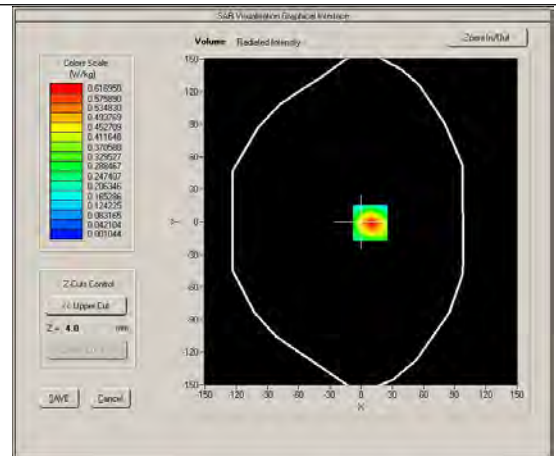 SAR Visualisation Graphical Interface
Volume Radiated Intensity
Zoom In/Out
Colors Scale
(W/kg)
0.616950
0.575890
0.534830
0.493769
0.452709
0.411648
0.370588
0.329527
0.288467
0.247407
0.206346
0.165286
0.124225
0.083165
0.042104
0.001044
Z-Cuts Control
<< Upper Cut
Z = 4.0 mm
SAVE
Cancel
150
120
90
60
30
0
-30
-60
-90
-120
-150
Y
-150 -120 -90 -60 -30 0 30 60 90 120 150
X